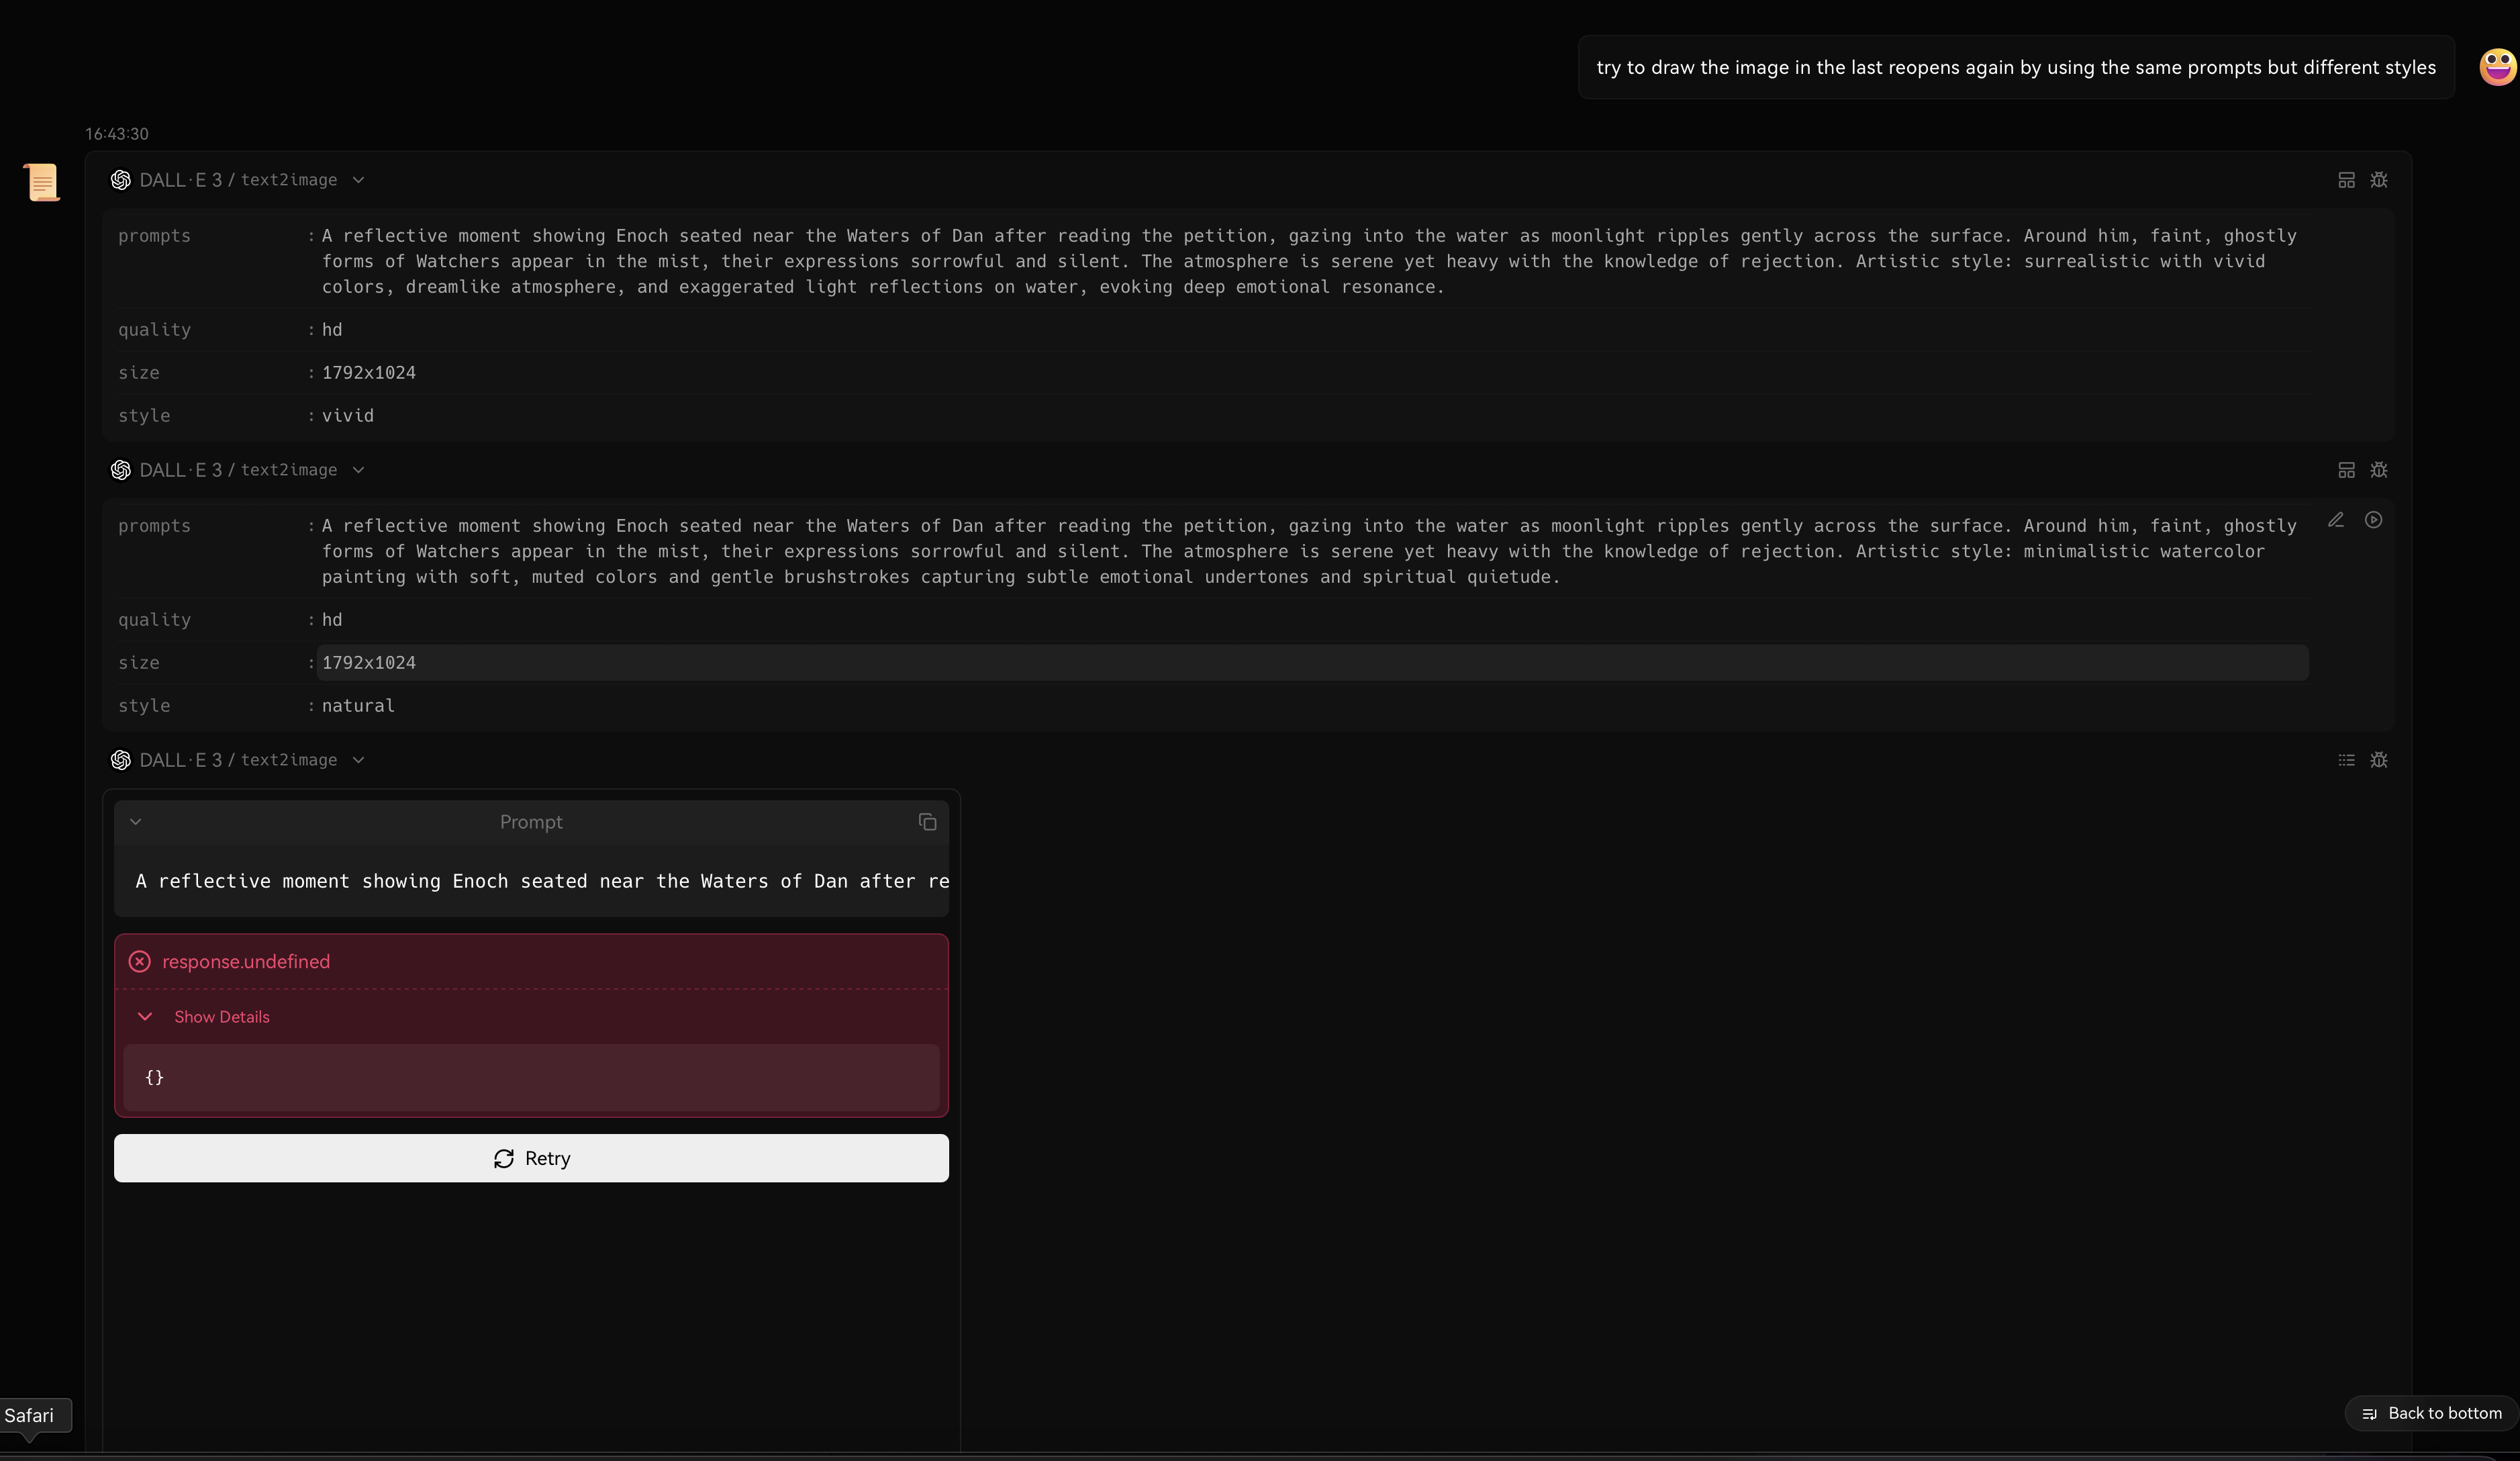 try to draw the image in the last reopens again by using the same prompts but different styles
16:43:30
DALL·E 3 / text2image
prompts : A reflective moment showing Enoch seated near the Waters of Dan after reading the petition, gazing into the water as moonlight ripples gently across the surface. Around him, faint, ghostly
forms of Watchers appear in the mist, their expressions sorrowful and silent. The atmosphere is serene yet heavy with the knowledge of rejection. Artistic style: surrealistic with vivid
colors, dreamlike atmosphere, and exaggerated light reflections on water, evoking deep emotional resonance.
quality : hd
size : 1792x1024
style : vivid
DALL·E 3 / text2image
prompts : A reflective moment showing Enoch seated near the Waters of Dan after reading the petition, gazing into the water as moonlight ripples gently across the surface. Around him, faint, ghostly
forms of Watchers appear in the mist, their expressions sorrowful and silent. The atmosphere is serene yet heavy with the knowledge of rejection. Artistic style: minimalistic watercolor
painting with soft, muted colors and gentle brushstrokes capturing subtle emotional undertones and spiritual quietude.
quality : hd
size : 1792x1024
style : natural
DALL·E 3 / text2image
Prompt
A reflective moment showing Enoch seated near the Waters of Dan after re
response.undefined
Show Details
{}
Retry
Safari
Back to bottom